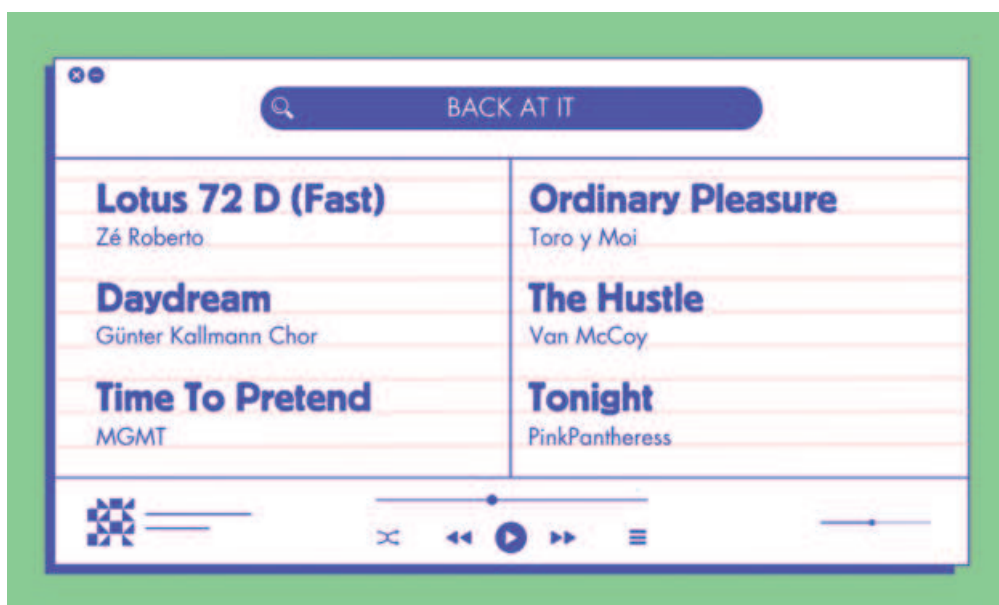 BACK AT IT
Lotus 72 D (Fast)
Zé Roberto
Daydream
Günter Kallmann Chor
Time To Pretend
MGMT
Ordinary Pleasure
Toro y Moi
The Hustle
Van McCoy
Tonight
PinkPantheress